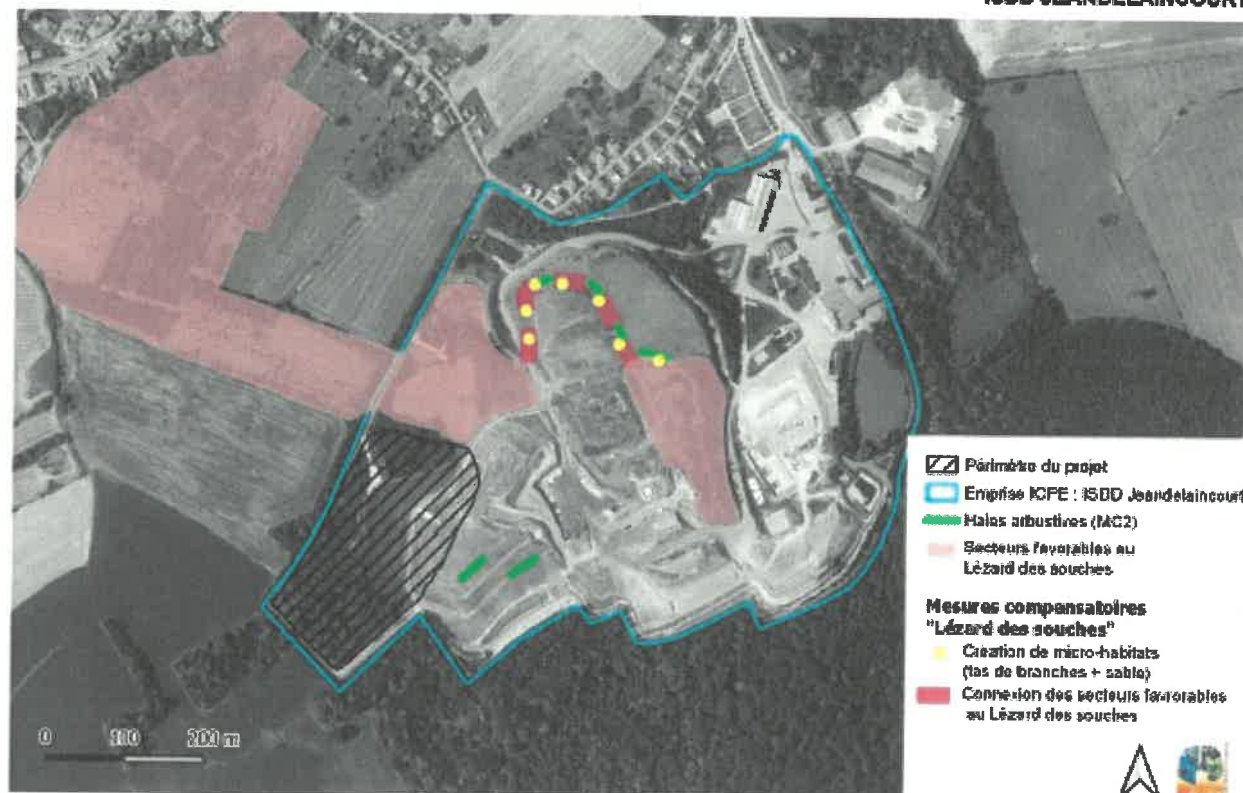 ISDD JEANDELAINCOURT
Périmètre du projet
Emprise ICPE : ISDD Jeandelaincourt
Haies arbustives (MC2)
Secteurs favorables au
Lézard des souches
Mesures compensatoires
"Lézard des souches"
Création de micro-habitats
(tas de branches + sable)
Connexion des secteurs favorables
au Lézard des souches
0 100 200 m